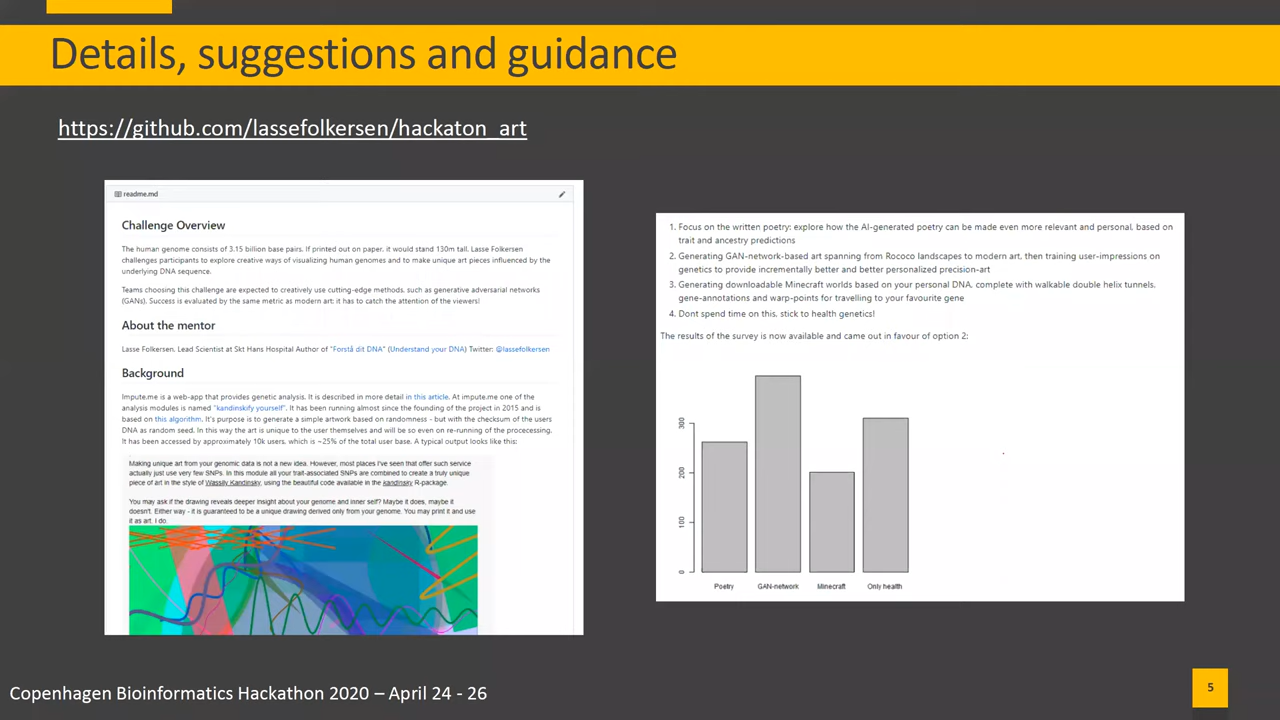 Details, suggestions and guidance
https://github.com/lassefolkersen/hackaton_art
readme.md
Challenge Overview
The human genome consists of 3.15 billion base pairs. If printed out on paper, it would stand 130m tall. Lasse Folkersen
challenges participants to explore creative ways of visualizing human genomes and to make unique art pieces influenced by the
underlying DNA sequence.
Teams choosing this challenge are expected to creatively use cutting-edge methods, such as generative adversarial networks
(GANs). Success is evaluated by the same metric as modern art: it has to catch the attention of the viewers!
About the mentor
Lasse Folkersen, Lead Scientist at Skt Hans Hospital Author of "Forstå dit DNA" (Understand your DNA) Twitter: @lassefolkersen
Background
Impute.me is a web-app that provides genetic analysis. It is described in more detail in this article. At impute.me one of the
analysis modules is named "kandinskify yourself". It has been running almost since the founding of the project in 2015 and is
based on this algorithm. It's purpose is to generate a simple artwork based on randomness - but with the checksum of the users
DNA as random seed. In this way the art is unique to the user themselves and will be so even on re-running of the procecessing.
It has been accessed by approximately 10k users, which is ~25% of the total user base. A typical output looks like this:
Making unique art from your genomic data is not a new idea. However, most places I've seen that offer such service
actually just use very few SNPs. In this module all your trait-associated SNPs are combined to create a truly unique
piece of art in the style of Wassily Kandinsky, using the beautiful code available in the kandinsky R-package.
You may ask if the drawing reveals deeper insight about your genome and inner self? Maybe it does, maybe it
doesn't. Either way - it is guaranteed to be a unique drawing derived only from your genome. You may print it and use
it as art. I do.
1. Focus on the written poetry: explore how the AI-generated poetry can be made even more relevant and personal, based on
trait and ancestry predictions
2. Generating GAN-network-based art spanning from Rococo landscapes to modern art, then training user-impressions on
genetics to provide incrementally better and better personalized precision-art
3. Generating downloadable Minecraft worlds based on your personal DNA, complete with walkable double helix tunnels,
gene-annotations and warp-points for travelling to your favourite gene
4. Dont spend time on this, stick to health genetics!
The results of the survey is now available and came out in favour of option 2:
300
200
100
0
Poetry GAN-network Minecraft Only health
Copenhagen Bioinformatics Hackathon 2020 – April 24 - 26
5